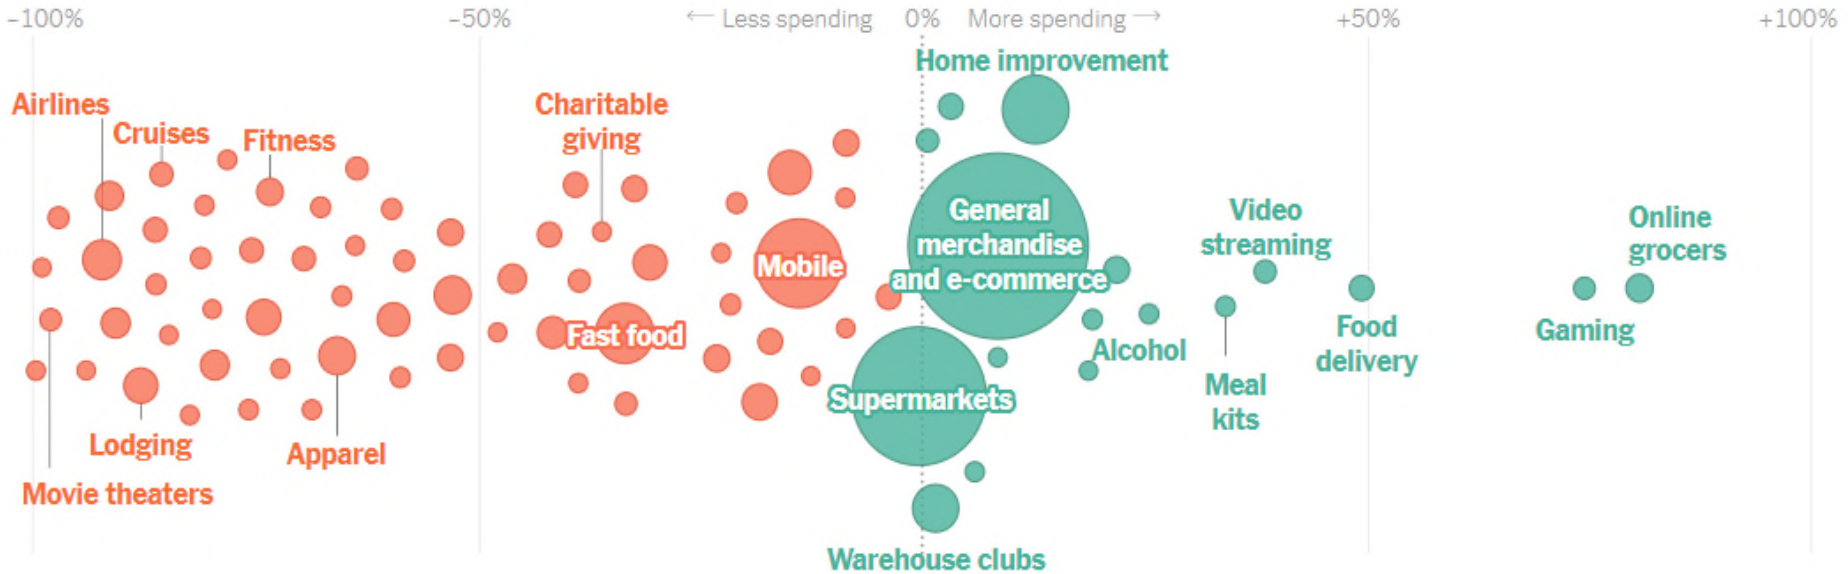 −100%
−50%
← Less spending
0%
More spending →
+50%
+100%
Home improvement
Airlines
Cruises
Fitness
Charitable
giving
General
merchandise
and e-commerce
Video
streaming
Online
grocers
Mobile
Fast food
Alcohol
Food
delivery
Gaming
Meal
kits
Supermarkets
Lodging
Apparel
Movie theaters
Warehouse clubs